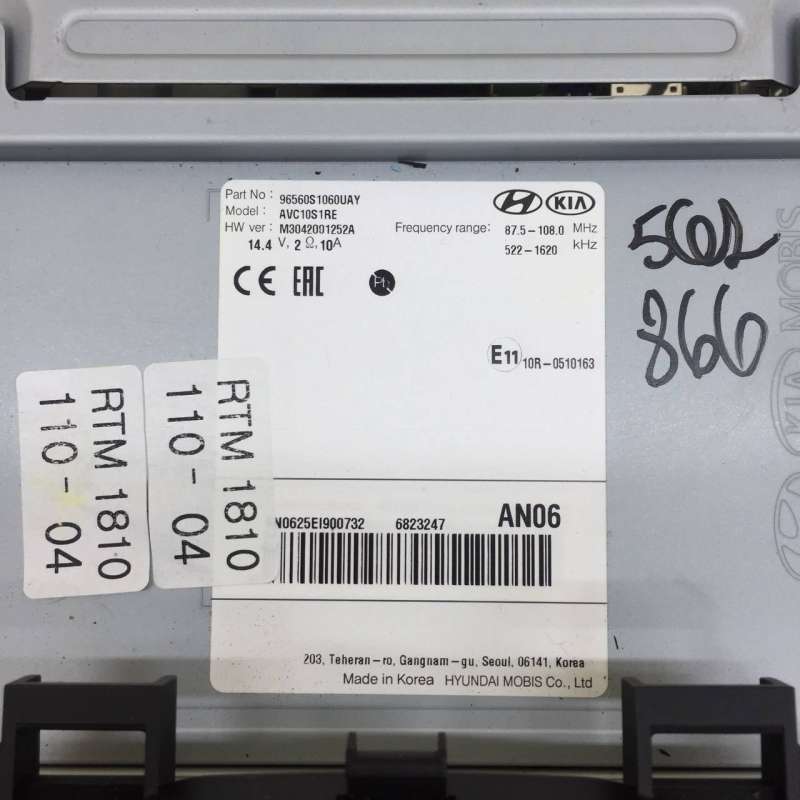 Part No : 96560S1060UAY
Model : AVC10S1RE
HW ver : M3042001252A
14.4 V, 2 Ω, 10A
HYUNDAI KIA
Frequency range : 87.5 - 108.0 MHz
522 - 1620 kHz
CE EAC
E11 10R-0510163
562
866
KIA MOBIS
RTM 1810
110-04
RTM 1810
110-04
N0625EI900732 6823247 AN06
203, Teheran-ro, Gangnam-gu, Seoul, 06141, Korea
Made in Korea HYUNDAI MOBIS Co., Ltd